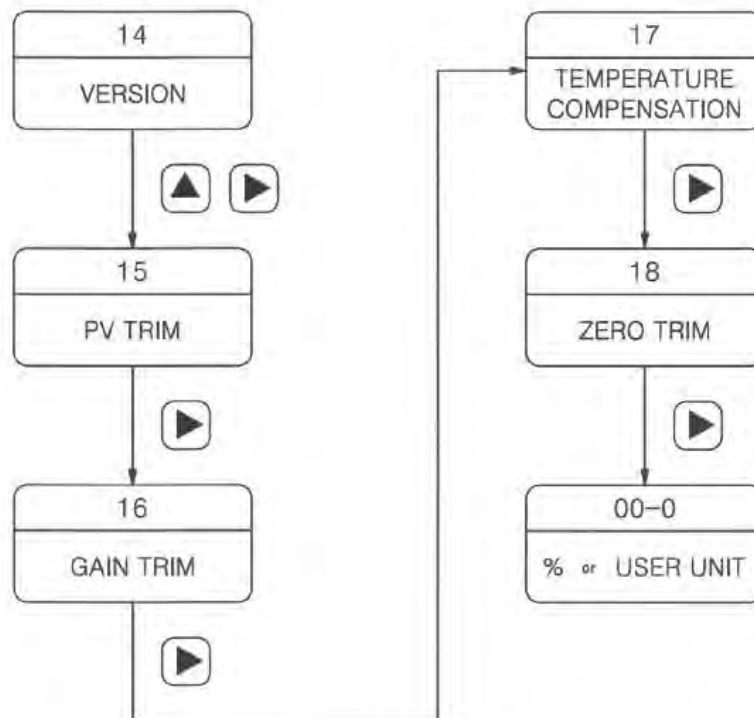 14
VERSION
15
PV TRIM
16
GAIN TRIM
17
TEMPERATURE
COMPENSATION
18
ZERO TRIM
00-0
% or USER UNIT